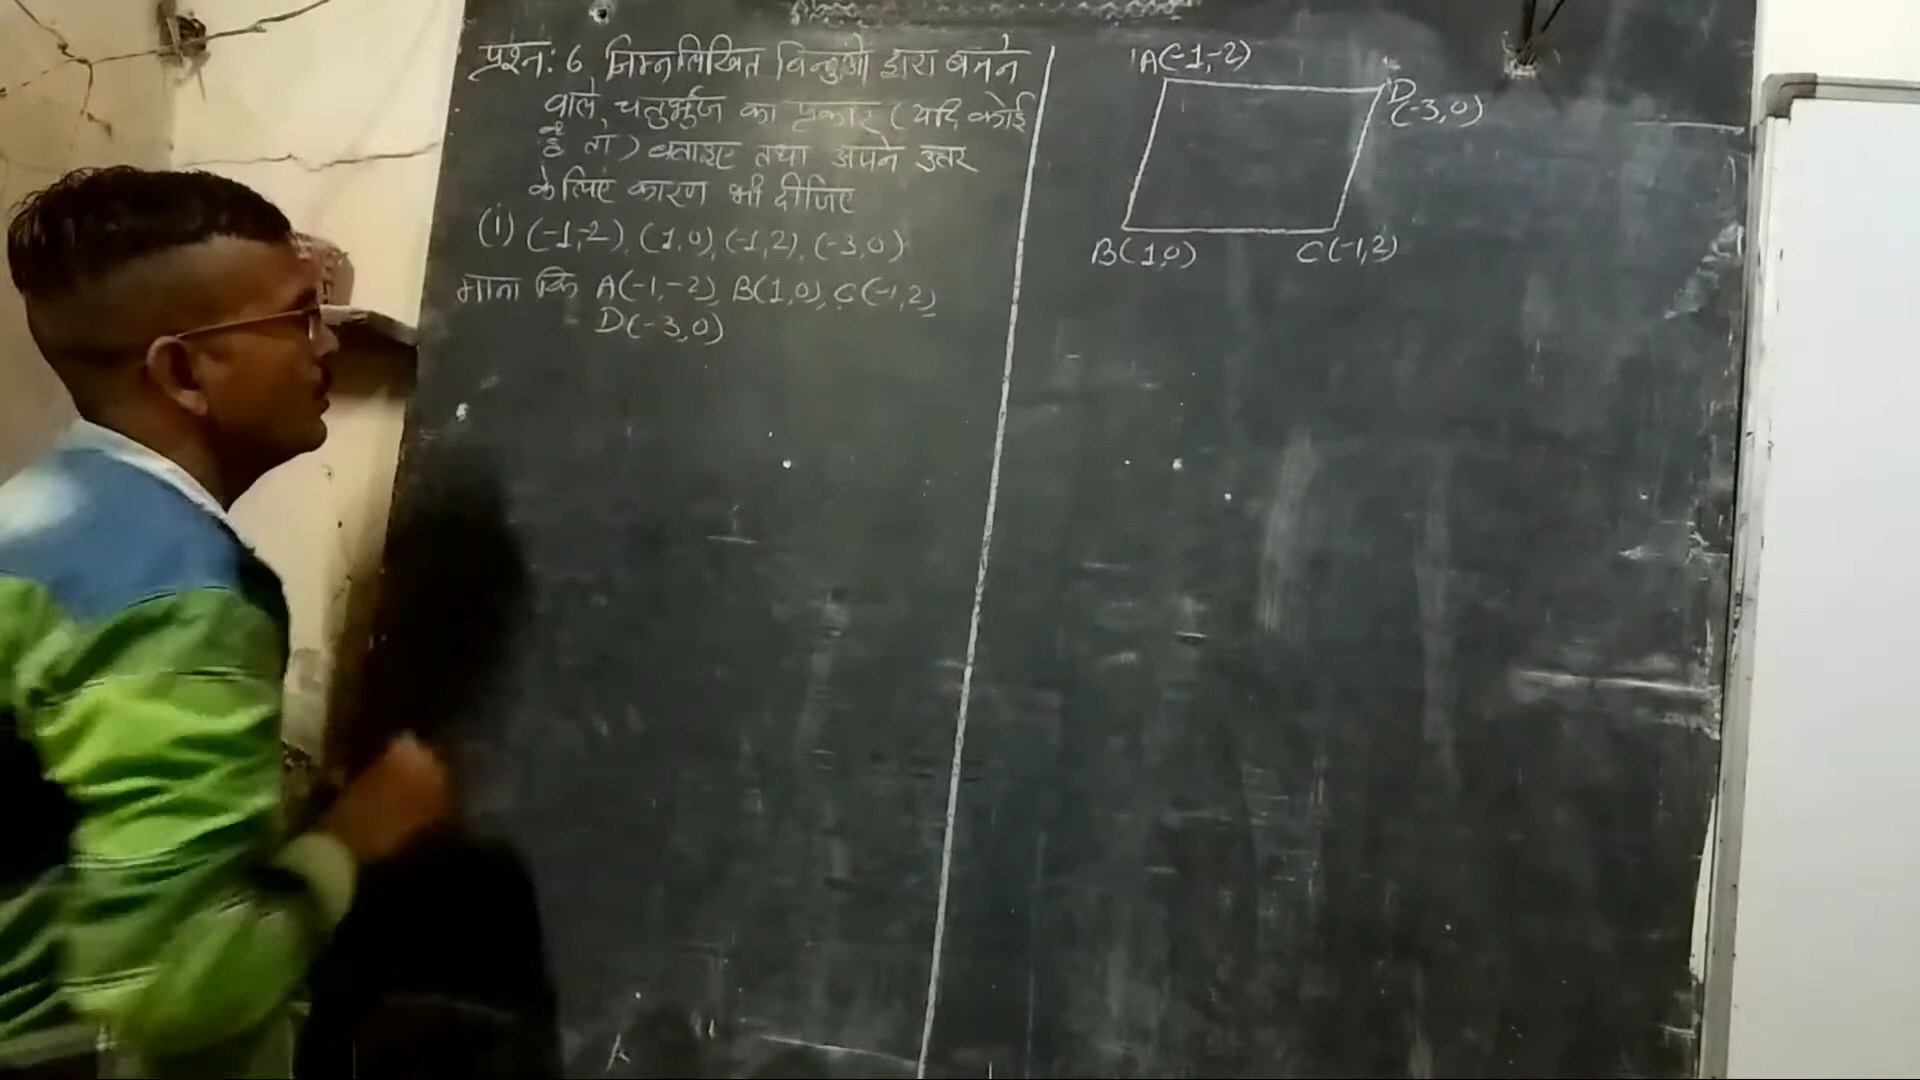 प्रश्न: 6 निम्नलिखित बिन्दुओं द्वारा बनने
वाले चतुर्भुज का प्रकार (यदि कोई
है तो) बताइए तथा अपने उत्तर
के लिए कारण भी दीजिए
(i) (-1,-2), (1,0), (-1,2), (-3,0)
माना कि A(-1,-2), B(1,0), C(-1,2),
D(-3,0)
A(-1,-2)
D
(-3,0)
B(1,0)
C(-1,2)